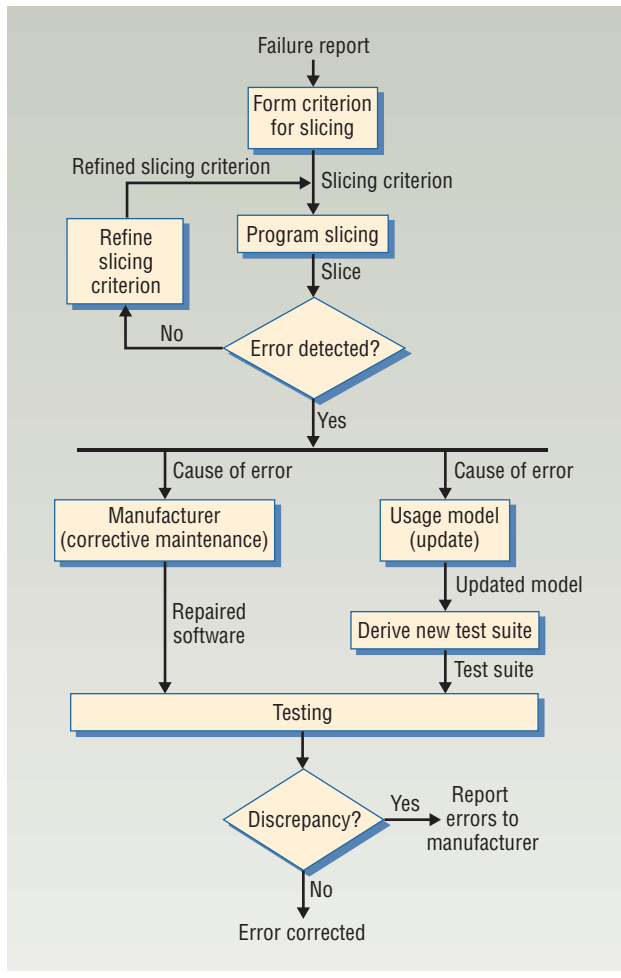 Failure report
Form criterion
for slicing
Refined slicing criterion
Slicing criterion
Refine
slicing
criterion
Program slicing
Slice
No
Error detected?
Yes
Cause of error
Cause of error
Manufacturer
(corrective maintenance)
Usage model
(update)
Updated model
Repaired
software
Derive new test suite
Test suite
Testing
Discrepancy?
Yes
Report
errors to
manufacturer
No
Error corrected